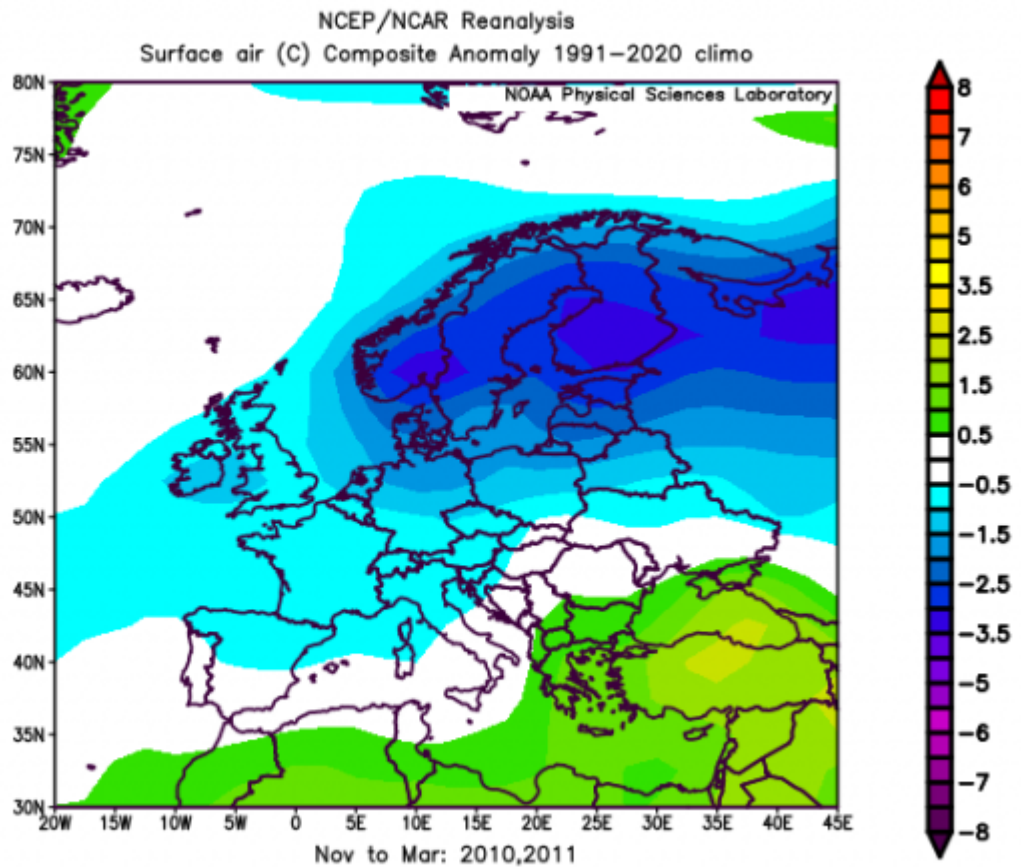 NCEP/NCAR Reanalysis
Surface air (C) Composite Anomaly 1991-2020 climo
NOAA Physical Sciences Laboratory
80N
75N
70N
65N
60N
55N
50N
45N
40N
35N
30N
20W 15W 10W 5W 0 5E 10E 15E 20E 25E 30E 35E 40E 45E
Nov to Mar: 2010,2011
8
7
6
5
3.5
2.5
1.5
0.5
-0.5
-1.5
-2.5
-3.5
-5
-6
-7
-8